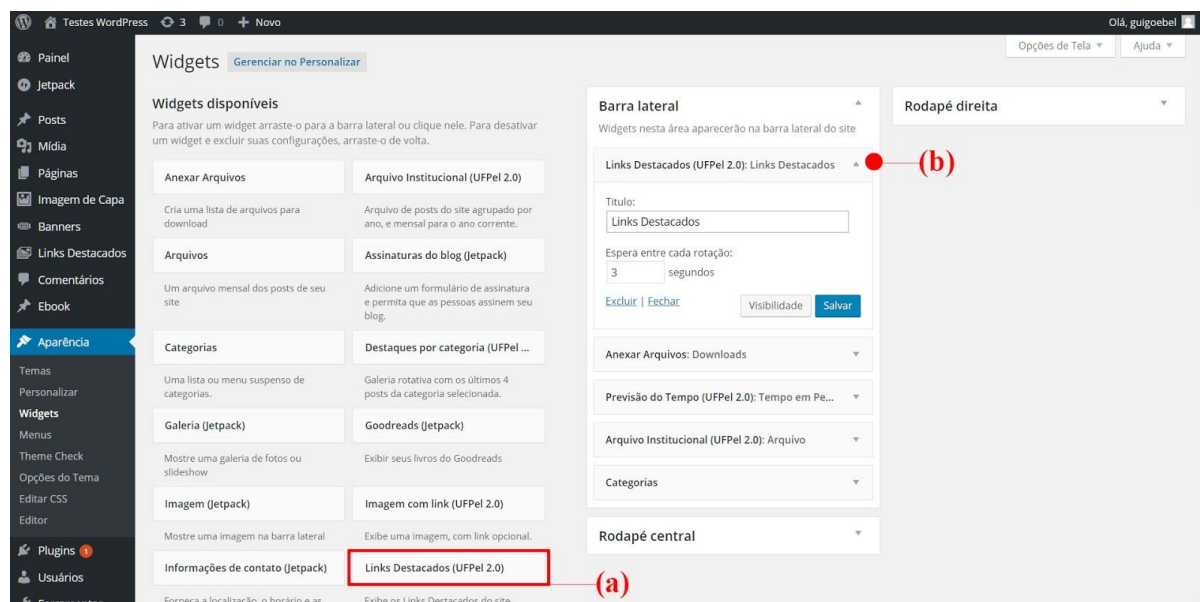 Testes WordPress 3 0 Novo
Olá, guigoebel
Painel
Jetpack
Posts
Mídia
Páginas
Imagem de Capa
Banners
Links Destacados
Comentários
Ebook
Aparência
Temas
Personalizar
Widgets
Menus
Theme Check
Opções do Tema
Editar CSS
Editor
Plugins 1
Usuários
Opções de Tela
Ajuda
Widgets Gerenciar no Personalizar
Widgets disponíveis
Para ativar um widget arraste-o para a barra lateral ou clique nele. Para desativar
um widget e excluir suas configurações, arraste-o de volta.
Anexar Arquivos
Cria uma lista de arquivos para
download
Arquivo Institucional (UFPel 2.0)
Arquivo de posts do site agrupado por
ano, e mensal para o ano corrente.
Arquivos
Um arquivo mensal dos posts de seu
site
Assinaturas do blog (Jetpack)
Adicione um formulário de assinatura
e permita que as pessoas assinem seu
blog.
Categorias
Uma lista ou menu suspenso de
categorias.
Destaques por categoria (UFPel ...
Galeria rotativa com os últimos 4
posts da categoria selecionada.
Galeria (Jetpack)
Mostre uma galeria de fotos ou
slideshow
Goodreads (Jetpack)
Exibir seus livros do Goodreads
Imagem (Jetpack)
Mostre uma imagem na barra lateral
Imagem com link (UFPel 2.0)
Exibe uma imagem, com link opcional.
Informações de contato (Jetpack)
Forneça a localização, o horário e as
Links Destacados (UFPel 2.0)
Exibe os Links Destacados do site
(a)
Barra lateral
Widgets nesta área aparecerão na barra lateral do site
Links Destacados (UFPel 2.0): Links Destacados
(b)
Titulo:
Links Destacados
Espera entre cada rotação:
3 segundos
Excluir | Fechar
Visibilidade
Salvar
Anexar Arquivos: Downloads
Previsão do Tempo (UFPel 2.0): Tempo em Pe...
Arquivo Institucional (UFPel 2.0): Arquivo
Categorias
Rodapé central
Rodapé direita